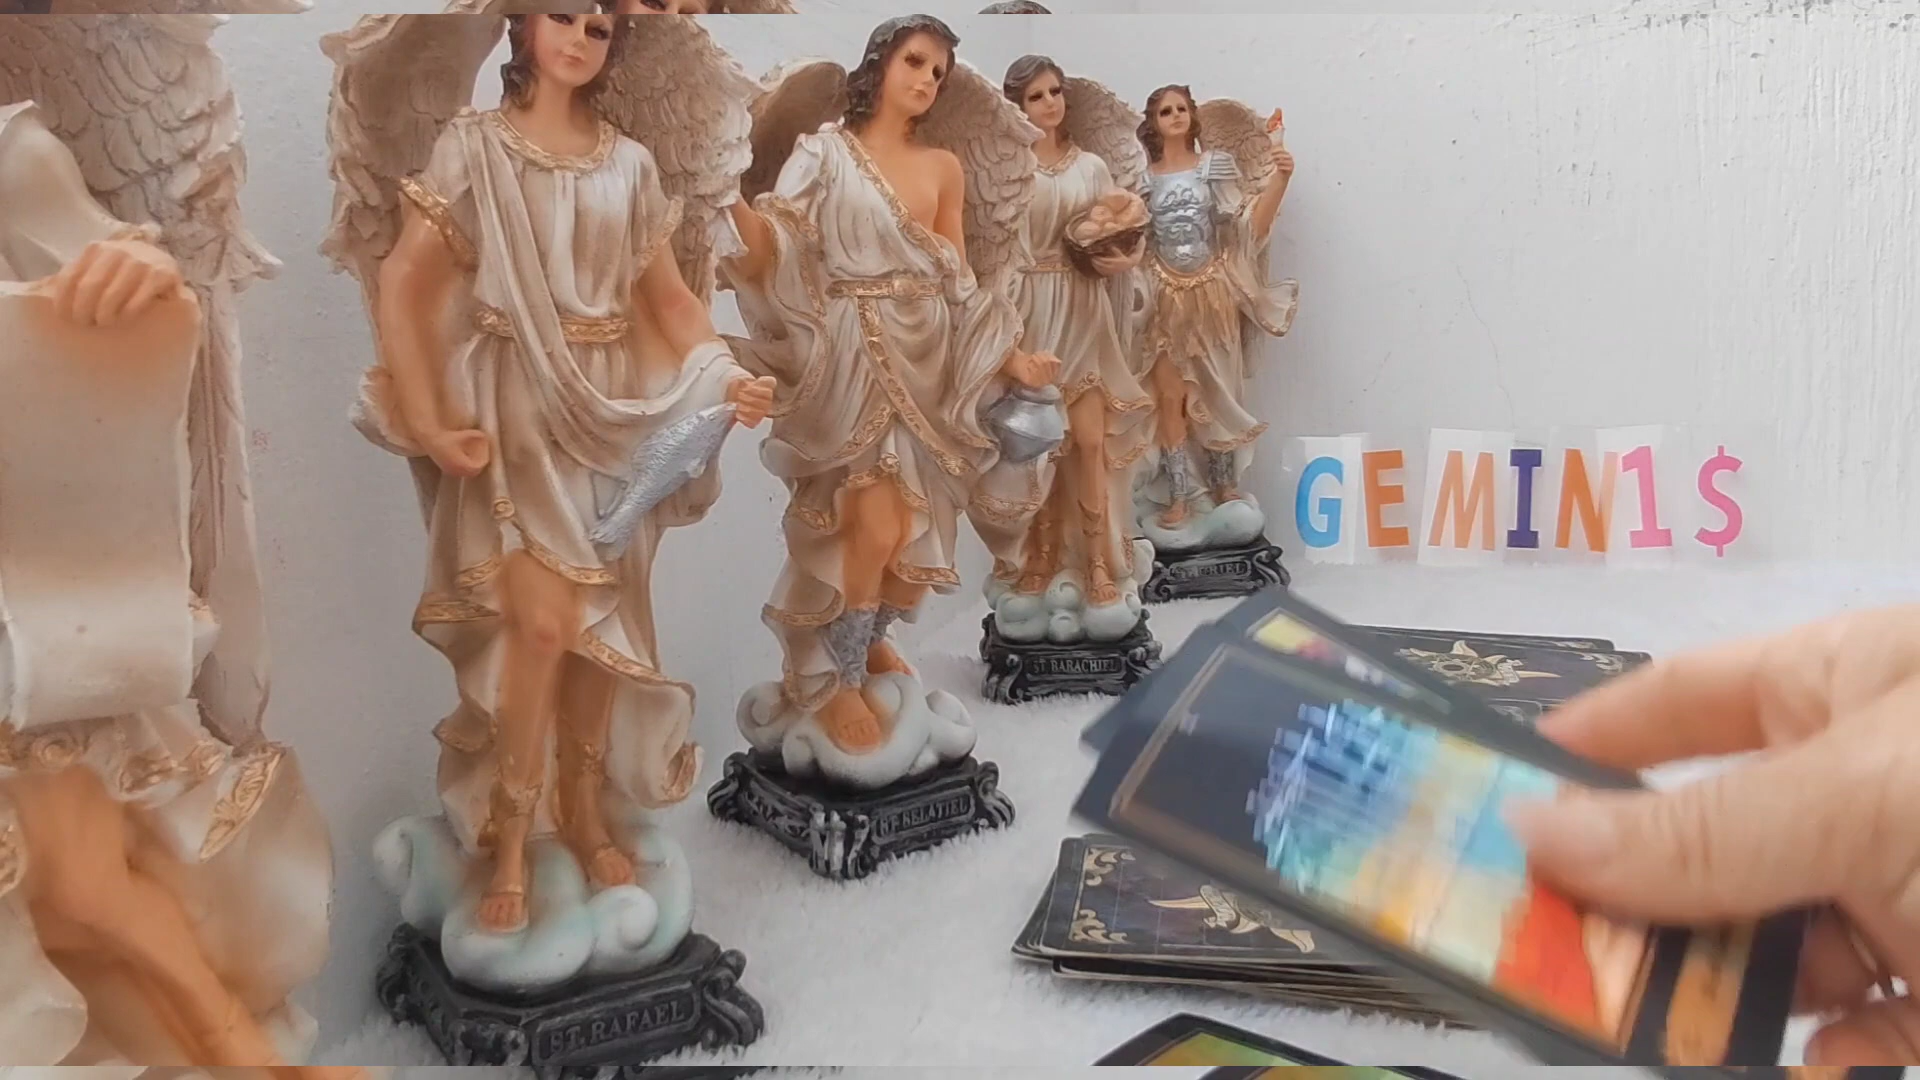 GEMIN1$
ST. RAFAEL
ST. SELATIEL
ST BARACHIEL